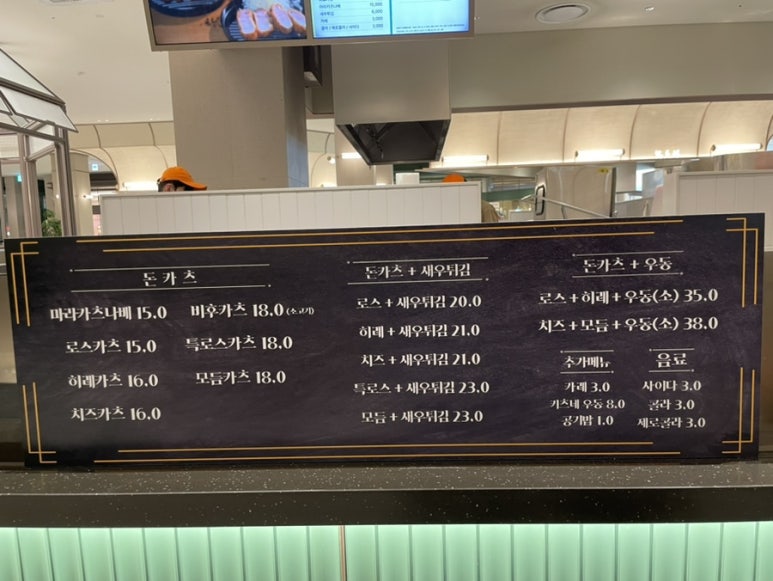 돈카츠
마라카츠나베 15.0
로스카츠 15.0
히레카츠 16.0
치즈카츠 16.0
비후카츠 18.0 (소고기)
특로스카츠 18.0
모듬카츠 18.0
돈카츠 + 새우튀김
로스 + 새우튀김 20.0
히레 + 새우튀김 21.0
치즈 + 새우튀김 21.0
특로스 + 새우튀김 23.0
모듬 + 새우튀김 23.0
돈카츠 + 우동
로스 + 히레 + 우동(소) 35.0
치즈 + 모듬 + 우동(소) 38.0
추가메뉴
카레 3.0
카츠네 우동 8.0
공기밥 1.0
음료
사이다 3.0
콜라 3.0
제로콜라 3.0